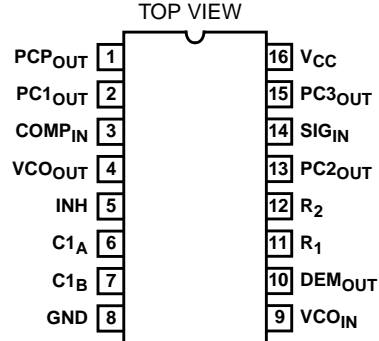 TOP VIEW
PCPOUT 1 16 VCC
PC1OUT 2 15 PC3OUT
COMPIN 3 14 SIGIN
VCOOUT 4 13 PC2OUT
INH 5 12 R2
C1A 6 11 R1
C1B 7 10 DEMOUT
GND 8 9 VCOIN